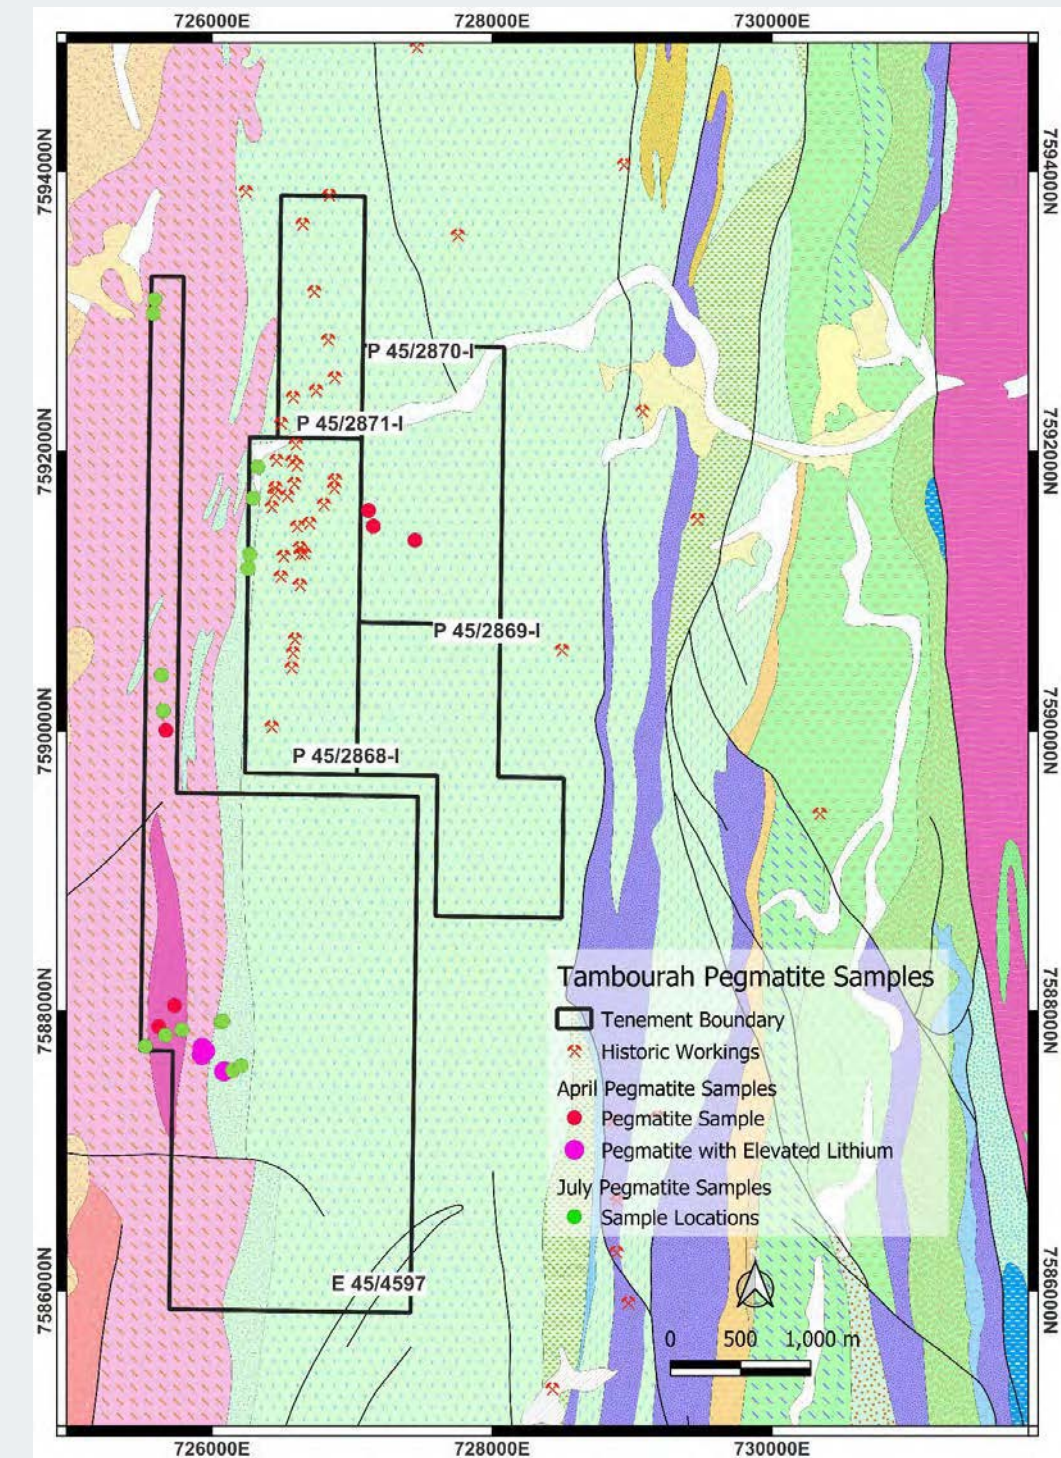 726000E 728000E 730000E
7594000N 7594000N
P 45/2870-I
P 45/2871-I
7592000N 7592000N
P 45/2869-I
P 45/2868-I
7590000N 7590000N
Tambourah Pegmatite Samples
Tenement Boundary
Historic Workings
April Pegmatite Samples
Pegmatite Sample
Pegmatite with Elevated Lithium
July Pegmatite Samples
Sample Locations
7588000N 7588000N
E 45/4597
7586000N 7586000N
0 500 1,000 m
726000E 728000E 730000E